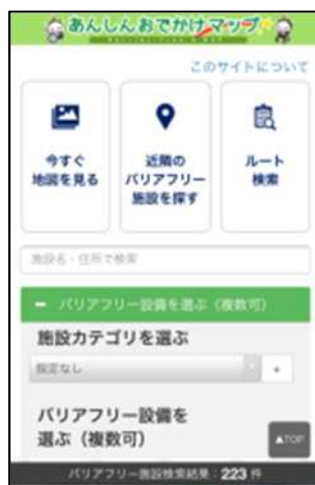 あんしんおでかけマップ
このサイトについて
今すぐ
地図を見る
近隣の
バリアフリー
施設を探す
ルート
検索
施設名・住所で検索
バリアフリー設備を選ぶ（複数可）
施設カテゴリを選ぶ
指定なし
+
バリアフリー設備を
選ぶ（複数可）
▲TOP
バリアフリー施設検索結果：223 件